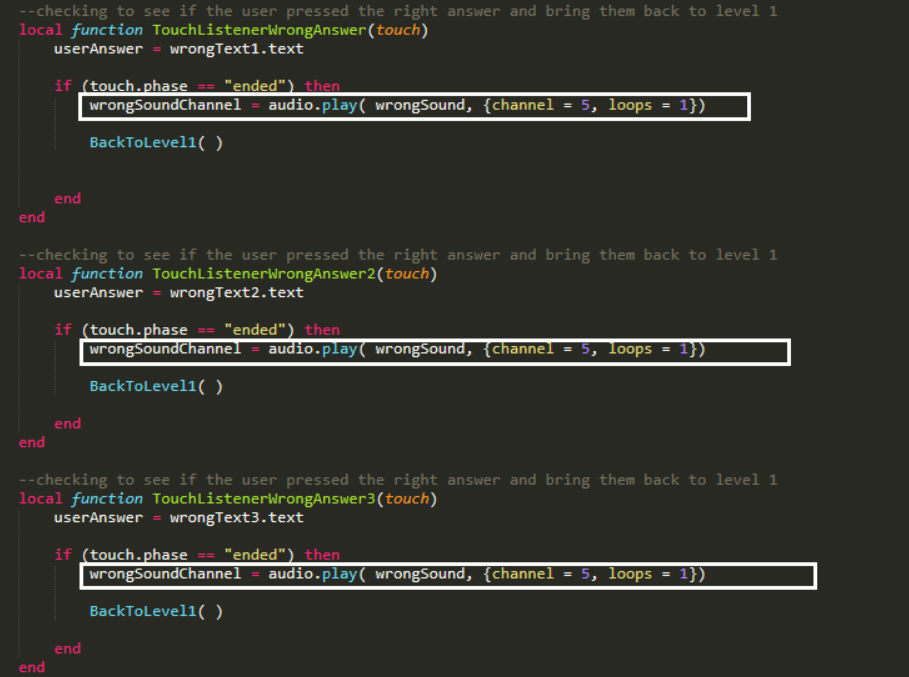 --checking to see if the user pressed the right answer and bring them back to level 1
local function TouchListenerWrongAnswer(touch)
    userAnswer = wrongText1.text
    if (touch.phase == "ended") then
        wrongSoundChannel = audio.play( wrongSound, {channel = 5, loops = 1})
        BackToLevel1( )
    end
end
--checking to see if the user pressed the right answer and bring them back to level 1
local function TouchListenerWrongAnswer2(touch)
    userAnswer = wrongText2.text
    if (touch.phase == "ended") then
        wrongSoundChannel = audio.play( wrongSound, {channel = 5, loops = 1})
        BackToLevel1( )
    end
end
--checking to see if the user pressed the right answer and bring them back to level 1
local function TouchListenerWrongAnswer3(touch)
    userAnswer = wrongText3.text
    if (touch.phase == "ended") then
        wrongSoundChannel = audio.play( wrongSound, {channel = 5, loops = 1})
        BackToLevel1( )
    end
end